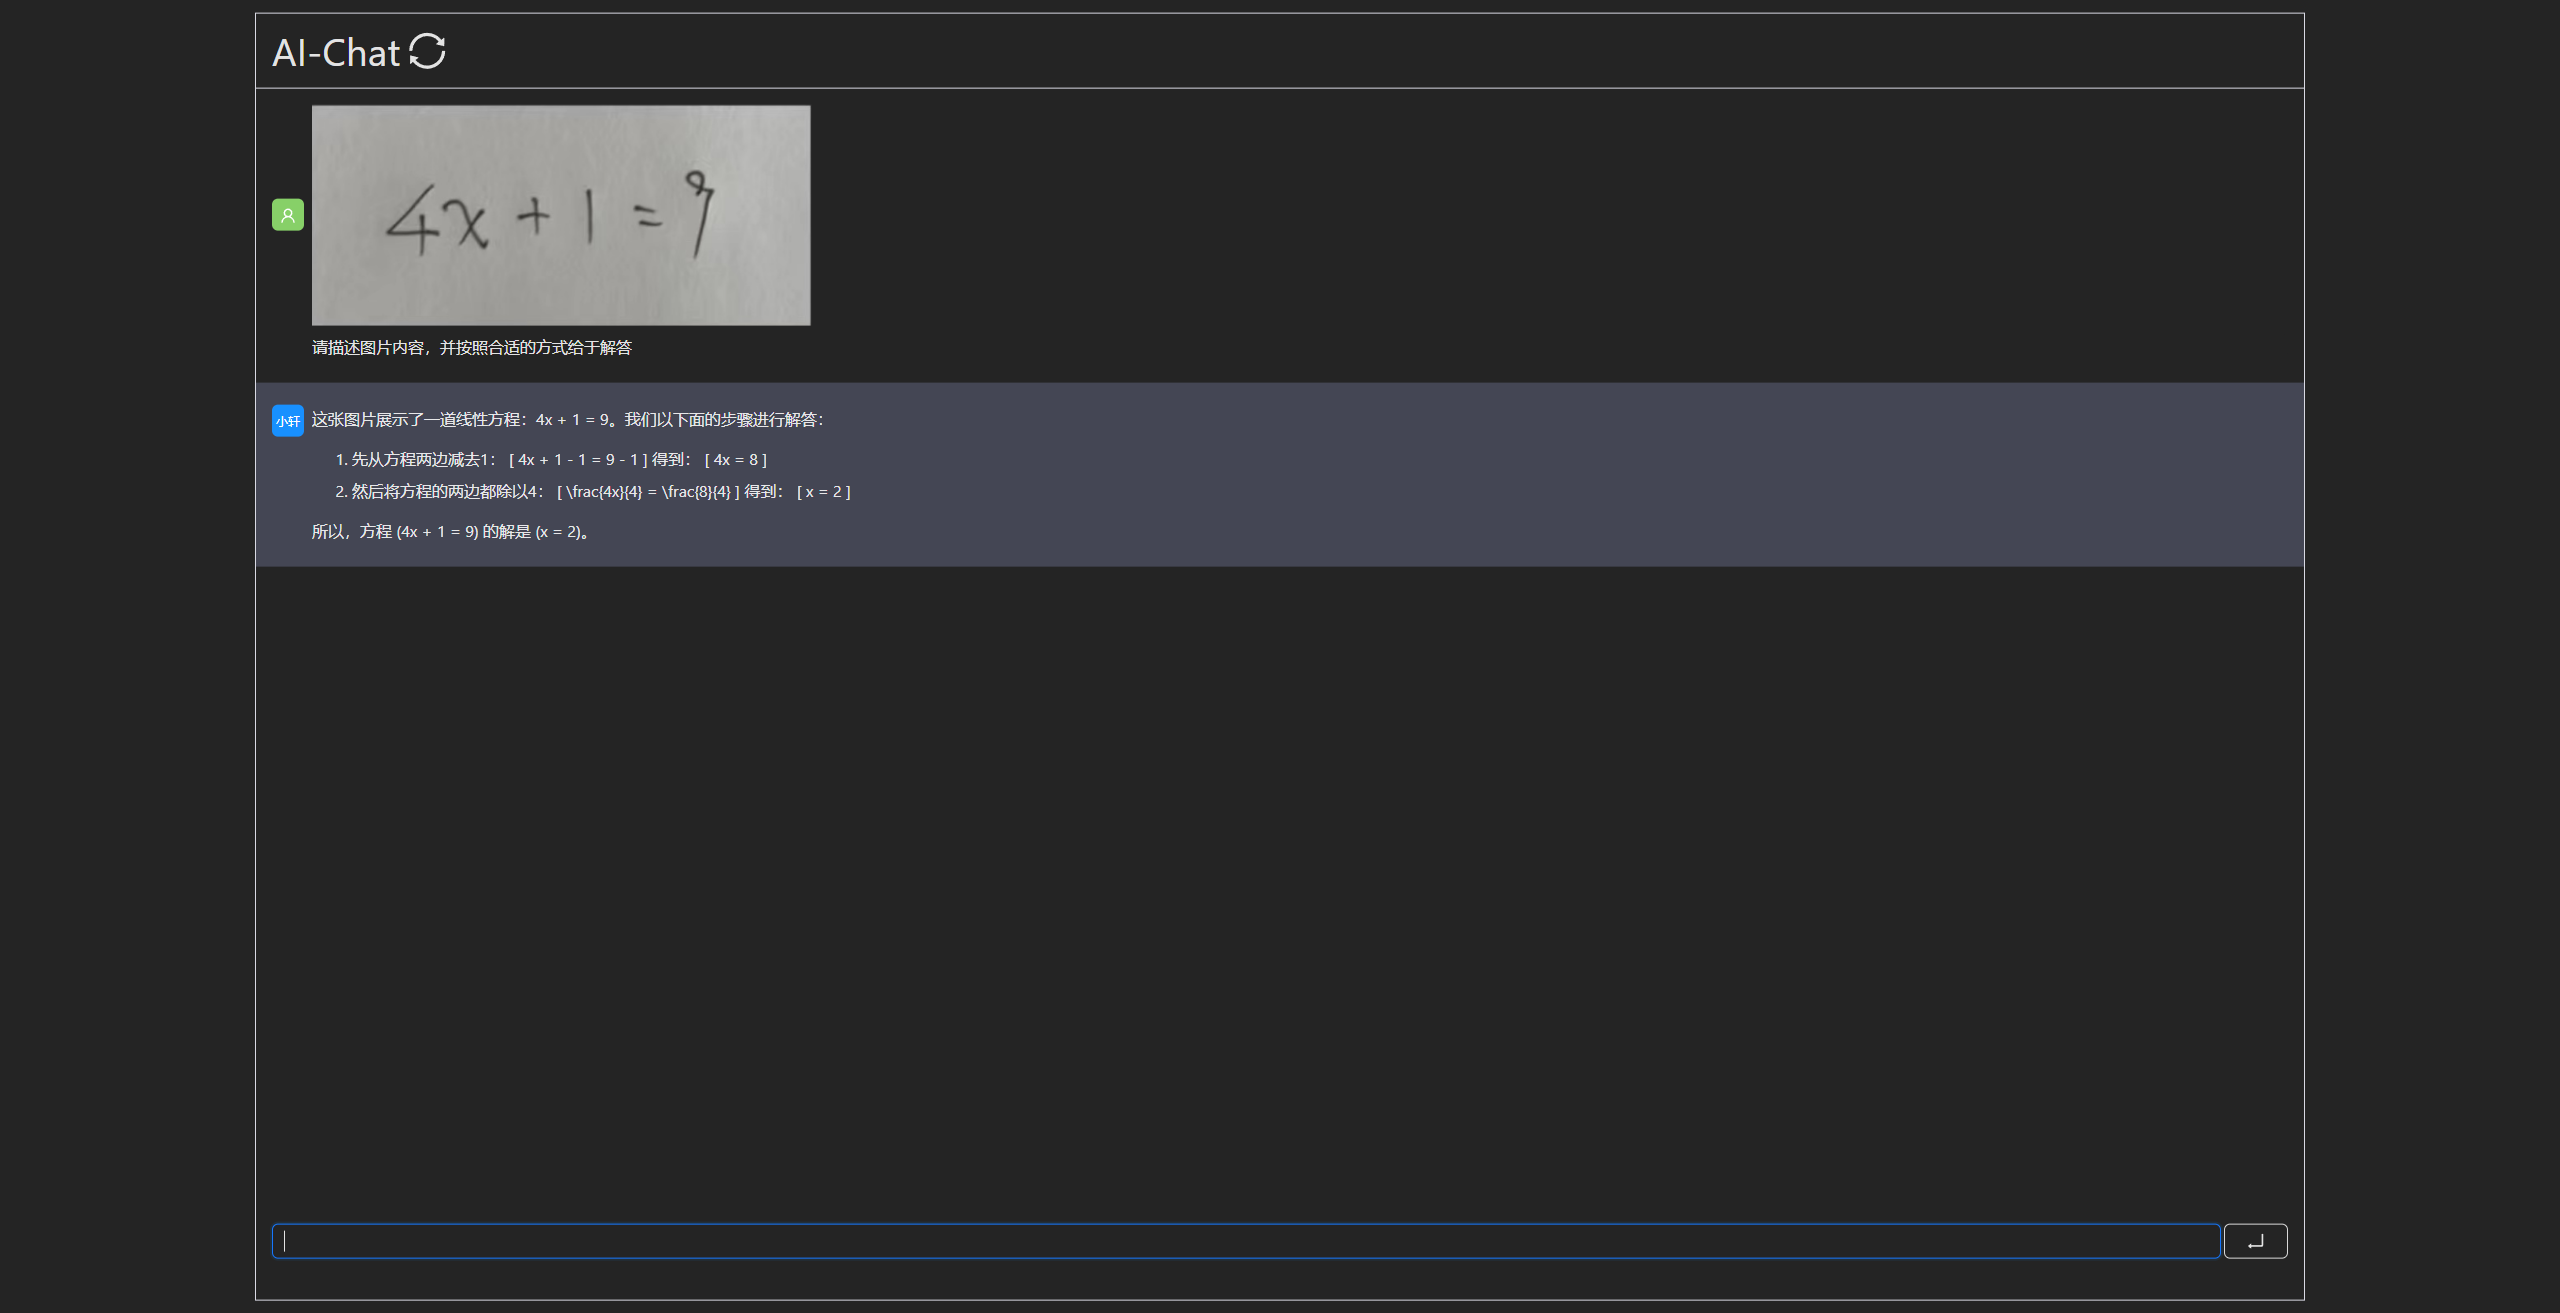 AI-Chat
4x + 1 = 9
请描述图片内容，并按照合适的方式给于解答
小轩
这张图片展示了一道线性方程：4x + 1 = 9。我们以下面的步骤进行解答：
1. 先从方程两边减去1： [ 4x + 1 - 1 = 9 - 1 ] 得到： [ 4x = 8 ]
2. 然后将方程的两边都除以4： [ \frac{4x}{4} = \frac{8}{4} ] 得到： [ x = 2 ]
所以，方程 (4x + 1 = 9) 的解是 (x = 2)。